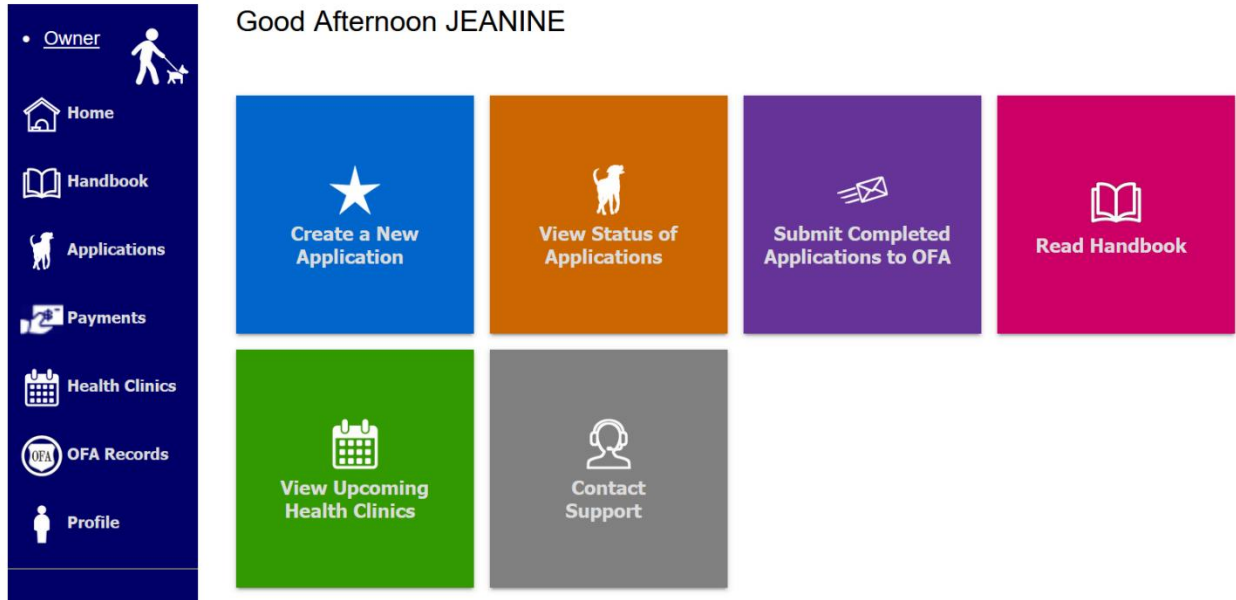 Owner
Home
Handbook
Applications
Payments
Health Clinics
OFA
OFA Records
Profile
Good Afternoon JEANINE
Create a New
Application
View Status of
Applications
Submit Completed
Applications to OFA
Read Handbook
View Upcoming
Health Clinics
Contact
Support